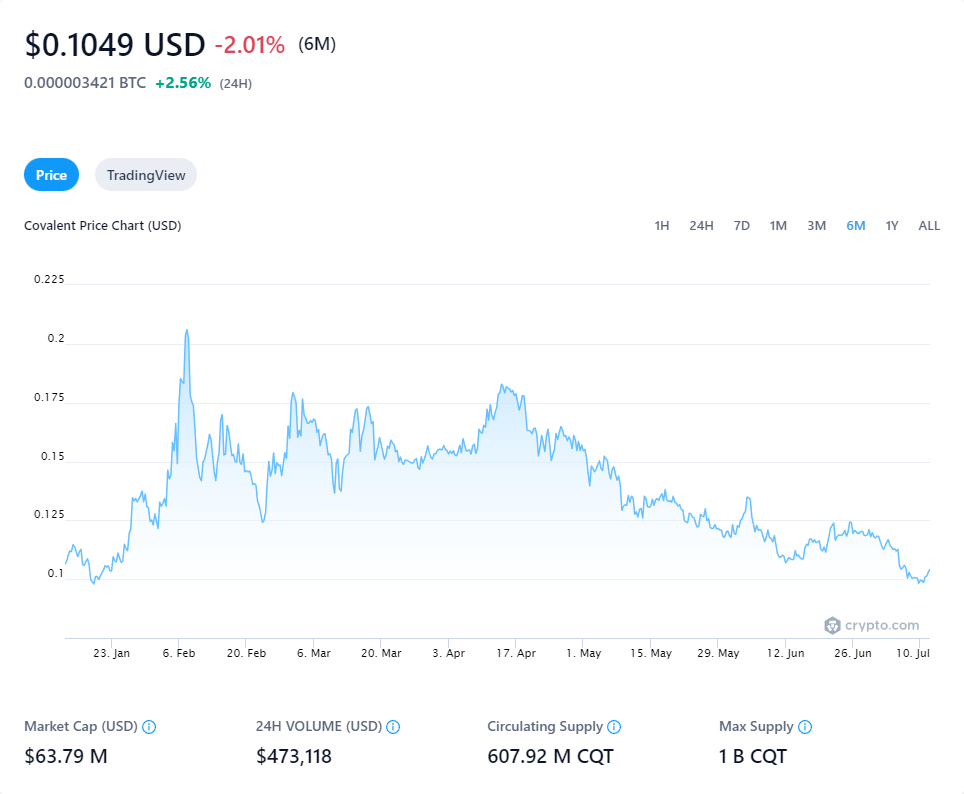 $0.1049 USD -2.01% (6M)
0.000003421 BTC +2.56% (24H)
Price TradingView
Covalent Price Chart (USD) 1H 24H 7D 1M 3M 6M 1Y ALL
0.225
0.2
0.175
0.15
0.125
0.1
crypto.com
23. Jan 6. Feb 20. Feb 6. Mar 20. Mar 3. Apr 17. Apr 1. May 15. May 29. May 12. Jun 26. Jun 10. Jul
Market Cap (USD) 24H VOLUME (USD) Circulating Supply Max Supply
$63.79 M $473,118 607.92 M CQT 1 B CQT